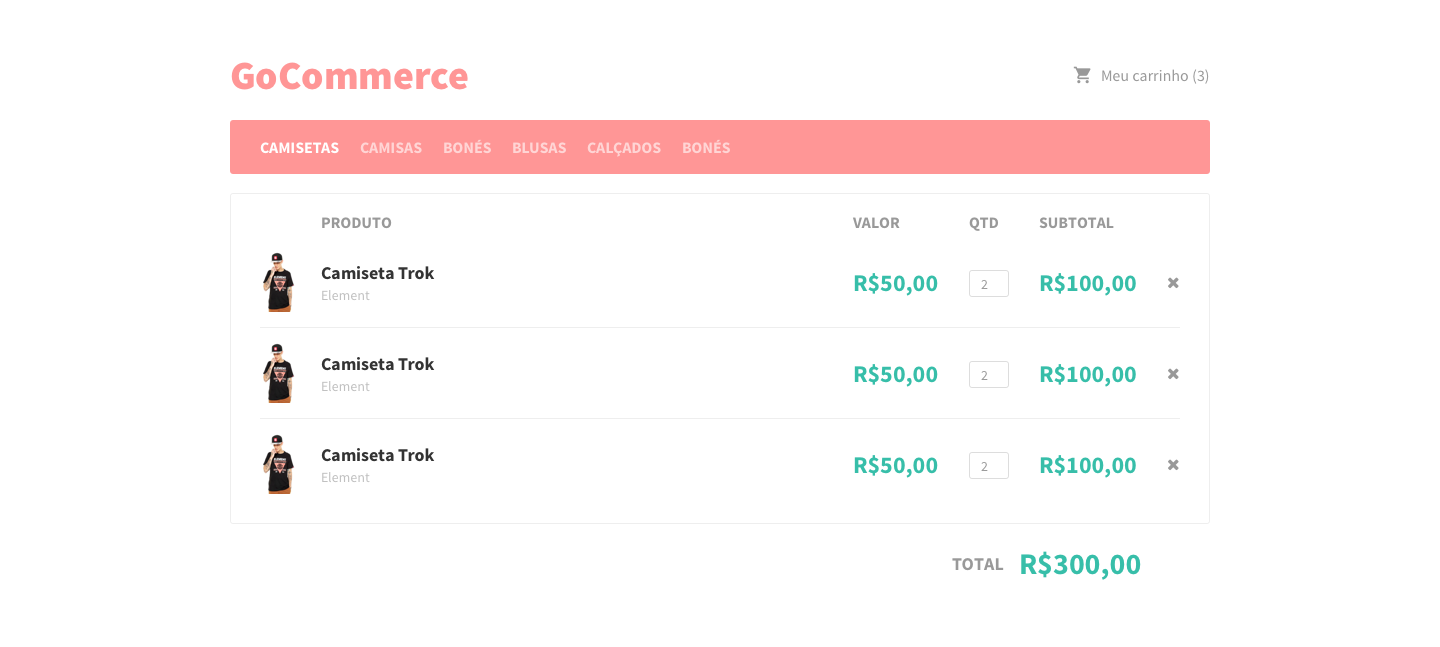 GoCommerce
Meu carrinho (3)
CAMISETAS CAMISAS BONÉS BLUSAS CALÇADOS BONÉS
PRODUTO VALOR QTD SUBTOTAL
Camiseta Trok
Element
R$50,00 2 R$100,00
Camiseta Trok
Element
R$50,00 2 R$100,00
Camiseta Trok
Element
R$50,00 2 R$100,00
TOTAL R$300,00